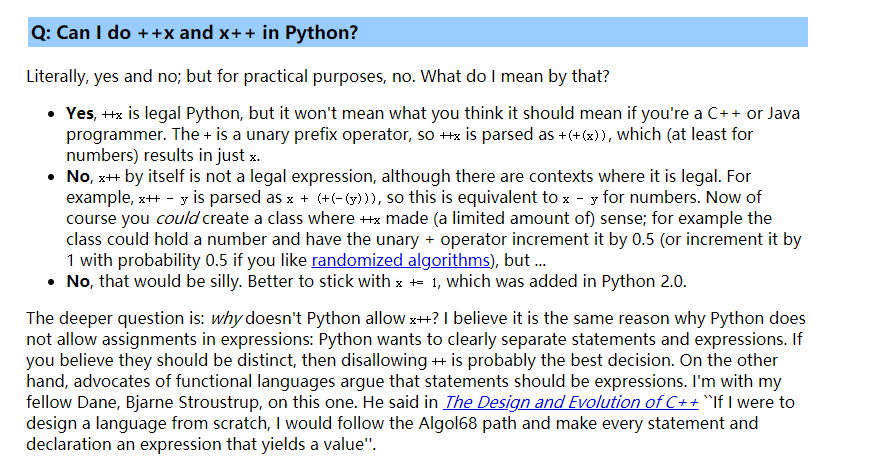 Q: Can I do ++x and x++ in Python?
Literally, yes and no; but for practical purposes, no. What do I mean by that?
• Yes, ++x is legal Python, but it won't mean what you think it should mean if you're a C++ or Java
programmer. The + is a unary prefix operator, so ++x is parsed as +(+(x)), which (at least for
numbers) results in just x.
• No, x++ by itself is not a legal expression, although there are contexts where it is legal. For
example, x++ - y is parsed as x + (+(-(y))), so this is equivalent to x - y for numbers. Now of
course you could create a class where ++x made (a limited amount of) sense; for example the
class could hold a number and have the unary + operator increment it by 0.5 (or increment it by
1 with probability 0.5 if you like randomized algorithms), but ...
• No, that would be silly. Better to stick with x += 1, which was added in Python 2.0.
The deeper question is: why doesn't Python allow x++? I believe it is the same reason why Python does
not allow assignments in expressions: Python wants to clearly separate statements and expressions. If
you believe they should be distinct, then disallowing ++ is probably the best decision. On the other
hand, advocates of functional languages argue that statements should be expressions. I'm with my
fellow Dane, Bjarne Stroustrup, on this one. He said in The Design and Evolution of C++ ``If I were to
design a language from scratch, I would follow the Algol68 path and make every statement and
declaration an expression that yields a value''.